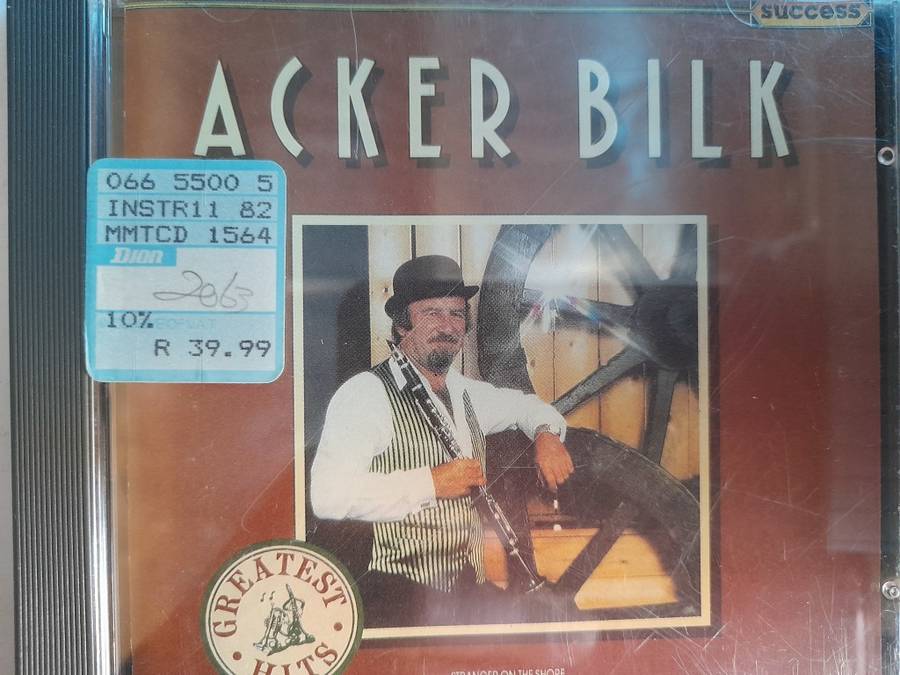 success
ACKER BILK
066 5500 5
INSTR11 82
MMTCD 1564
Dion
2063
10%
R 39.99
GREATEST
HITS
STRANGER ON THE SHORE